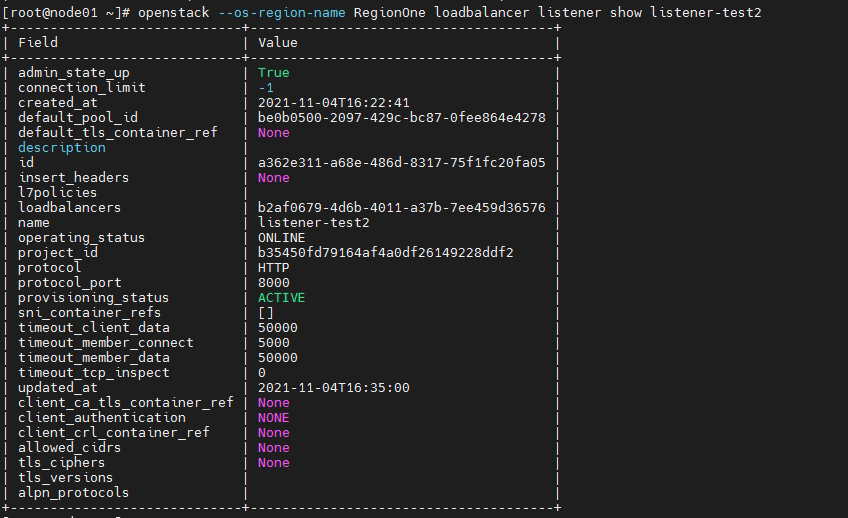 [root@node01 ~]# openstack --os-region-name RegionOne loadbalancer listener show listener-test2
+-----------------------------+--------------------------------------+
| Field                       | Value                                |
+-----------------------------+--------------------------------------+
| admin_state_up              | True                                 |
| connection_limit            | -1                                   |
| created_at                  | 2021-11-04T16:22:41                  |
| default_pool_id             | be0b0500-2097-429c-bc87-0fee864e4278 |
| default_tls_container_ref   | None                                 |
| description                 |                                      |
| id                          | a362e311-a68e-486d-8317-75f1fc20fa05 |
| insert_headers              | None                                 |
| l7policies                  |                                      |
| loadbalancers               | b2af0679-4d6b-4011-a37b-7ee459d36576 |
| name                        | listener-test2                       |
| operating_status            | ONLINE                               |
| project_id                  | b35450fd79164af4a0df26149228ddf2     |
| protocol                    | HTTP                                 |
| protocol_port               | 8000                                 |
| provisioning_status         | ACTIVE                               |
| sni_container_refs          | []                                   |
| timeout_client_data         | 50000                                |
| timeout_member_connect      | 5000                                 |
| timeout_member_data         | 50000                                |
| timeout_tcp_inspect         | 0                                    |
| updated_at                  | 2021-11-04T16:35:00                  |
| client_ca_tls_container_ref | None                                 |
| client_authentication       | NONE                                 |
| client_crl_container_ref    | None                                 |
| allowed_cidrs               | None                                 |
| tls_ciphers                 | None                                 |
| tls_versions                |                                      |
| alpn_protocols              |                                      |
+-----------------------------+--------------------------------------+